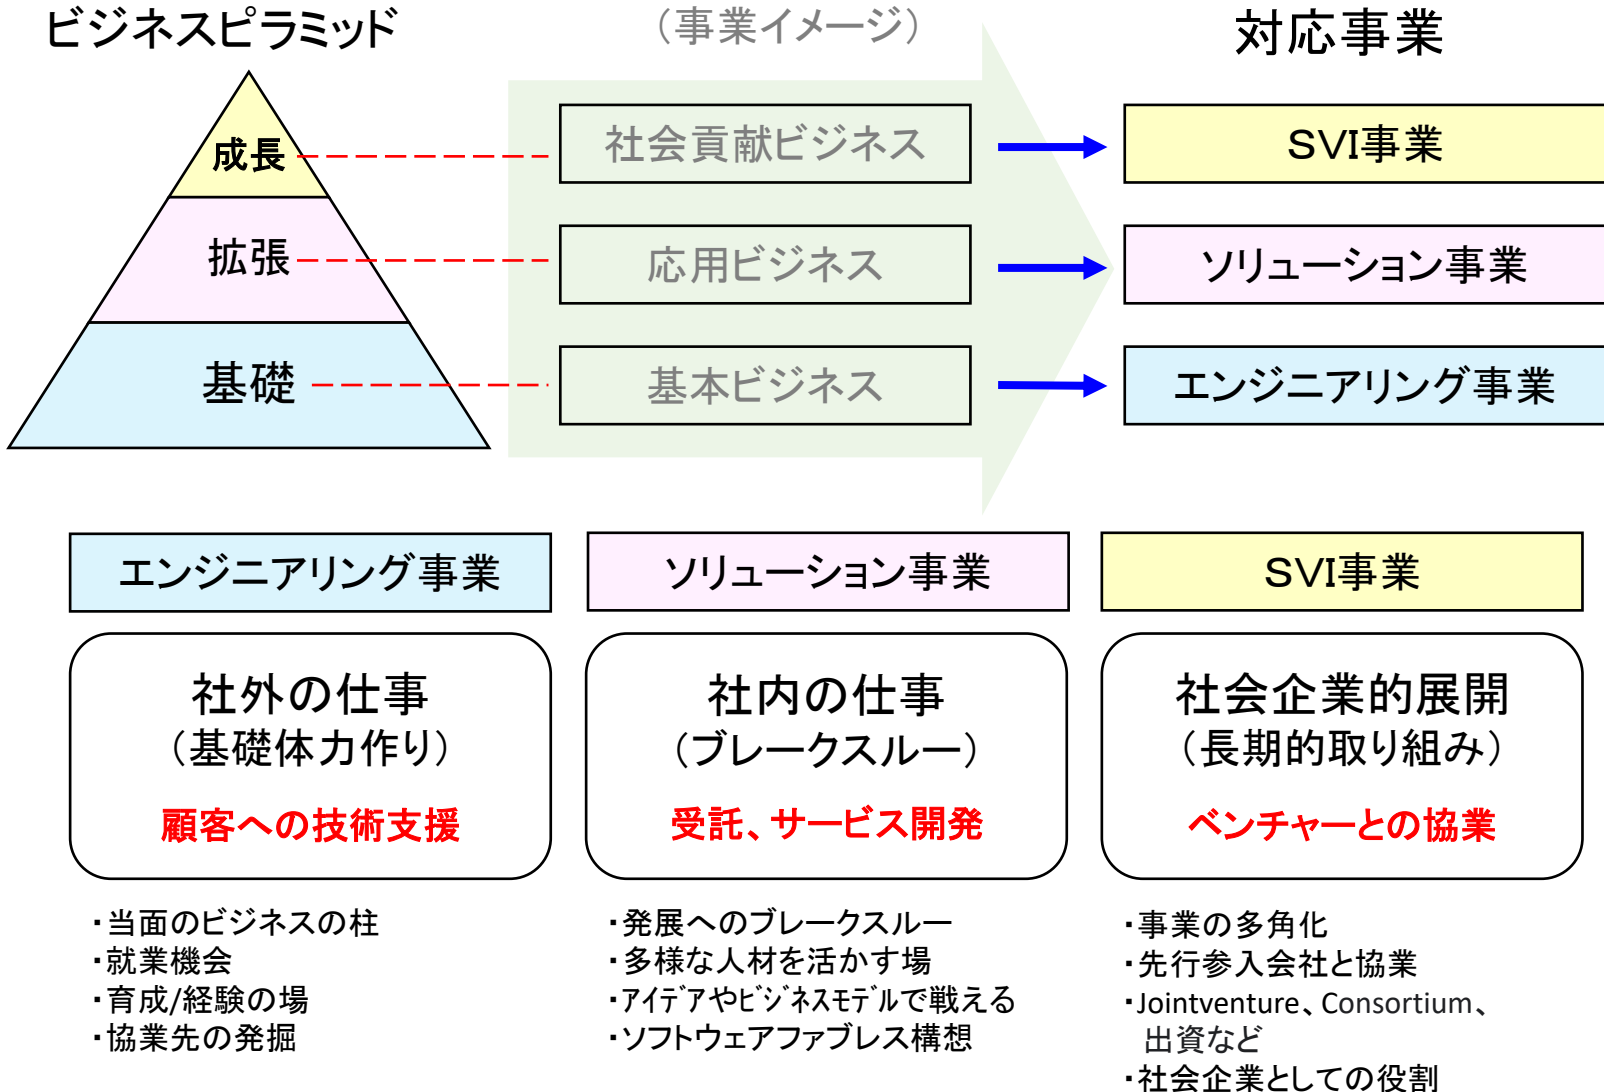 ビジネスピラミッド
（事業イメージ）
対応事業
成長
社会貢献ビジネス
ＳVI事業
拡張
応用ビジネス
ソリューション事業
基礎
基本ビジネス
エンジニアリング事業
エンジニアリング事業
社外の仕事
（基礎体力作り）
顧客への技術支援
・当面のビジネスの柱
・就業機会
・育成/経験の場
・協業先の発掘
ソリューション事業
社内の仕事
（ブレークスルー）
受託、サービス開発
・発展へのブレークスルー
・多様な人材を活かす場
・ｱｲﾃﾞｱやﾋﾞｼﾞﾈｽﾓﾃﾞﾙで戦える
・ソフトウェアファブレス構想
ＳVI事業
社会企業的展開
（長期的取り組み）
ベンチャーとの協業
・事業の多角化
・先行参入会社と協業
・Jointventure、Consortium、
出資など
・社会企業としての役割